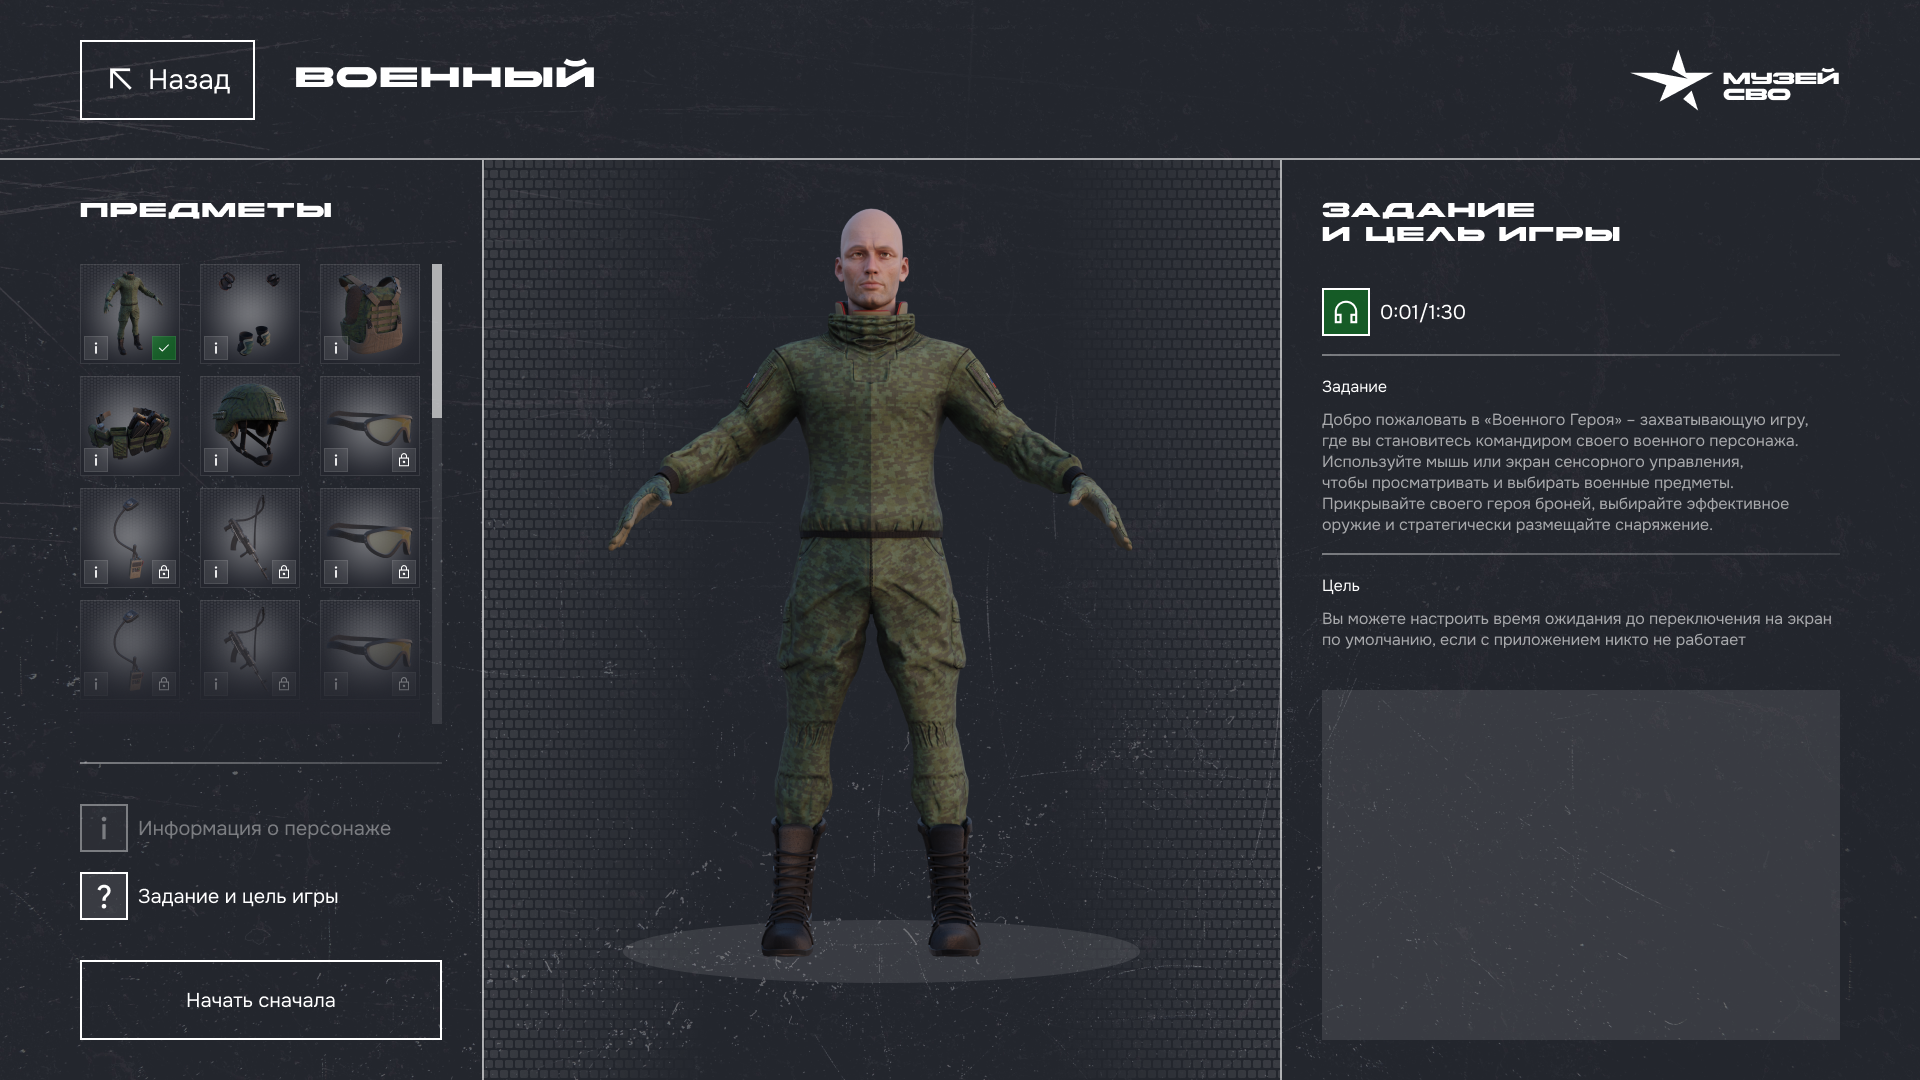 Назад
ВОЕННЫЙ
МУЗЕЙ
СВО
ПРЕДМЕТЫ
Информация о персонаже
?
Задание и цель игры
Начать сначала
ЗАДАНИЕ
И ЦЕЛЬ ИГРЫ
0:01/1:30
Задание
Добро пожаловать в «Военного Героя» – захватывающую игру,
где вы становитесь командиром своего военного персонажа.
Используйте мышь или экран сенсорного управления,
чтобы просматривать и выбирать военные предметы.
Прикрывайте своего героя броней, выбирайте эффективное
оружие и стратегически размещайте снаряжение.
Цель
Вы можете настроить время ожидания до переключения на экран
по умолчанию, если с приложением никто не работает